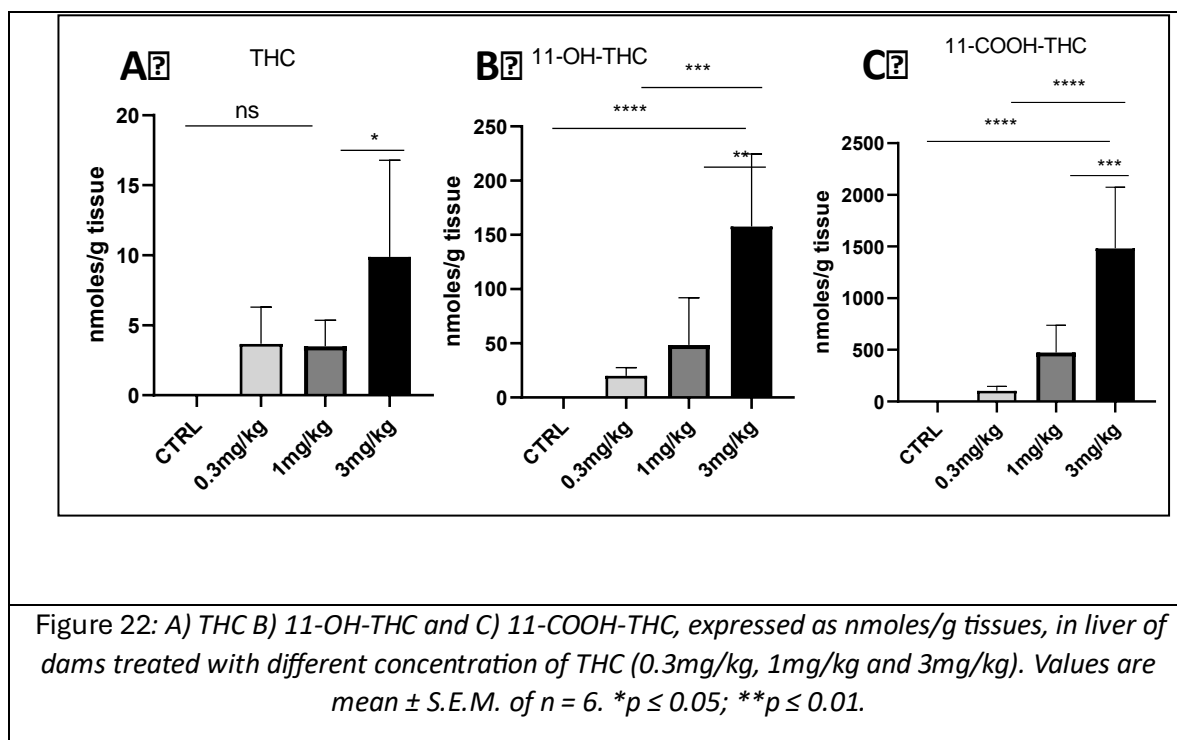 A⍰ THC
ns
*
nmoles/g tissue
20
15
10
5
0
CTRL
0.3mg/kg
1mg/kg
3mg/kg
B⍰ 11-OH-THC
***
****
**
nmoles/g tissue
250
200
150
100
50
0
CTRL
0.3mg/kg
1mg/kg
3mg/kg
C⍰ 11-COOH-THC
****
****
***
nmoles/g tissue
2500
2000
1500
1000
500
0
CTRL
0.3mg/kg
1mg/kg
3mg/kg
Figure 22: A) THC B) 11-OH-THC and C) 11-COOH-THC, expressed as nmoles/g tissues, in liver of
dams treated with different concentration of THC (0.3mg/kg, 1mg/kg and 3mg/kg). Values are
mean ± S.E.M. of n = 6. *p ≤ 0.05; **p ≤ 0.01.